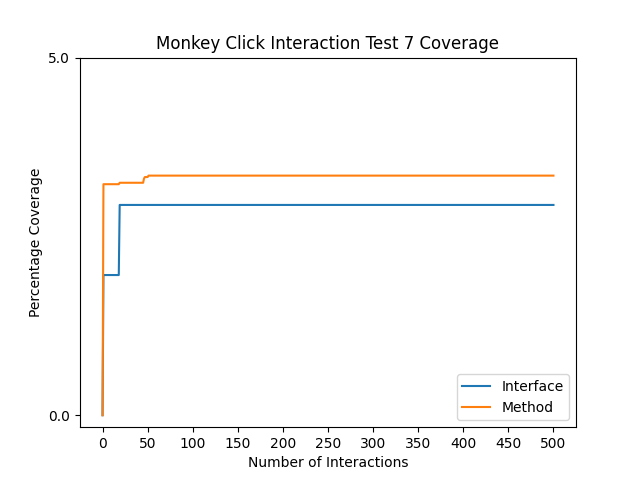 Monkey Click Interaction Test 7 Coverage
5.0
Percentage Coverage
0.0
Interface
Method
0 50 100 150 200 250 300 350 400 450 500
Number of Interactions